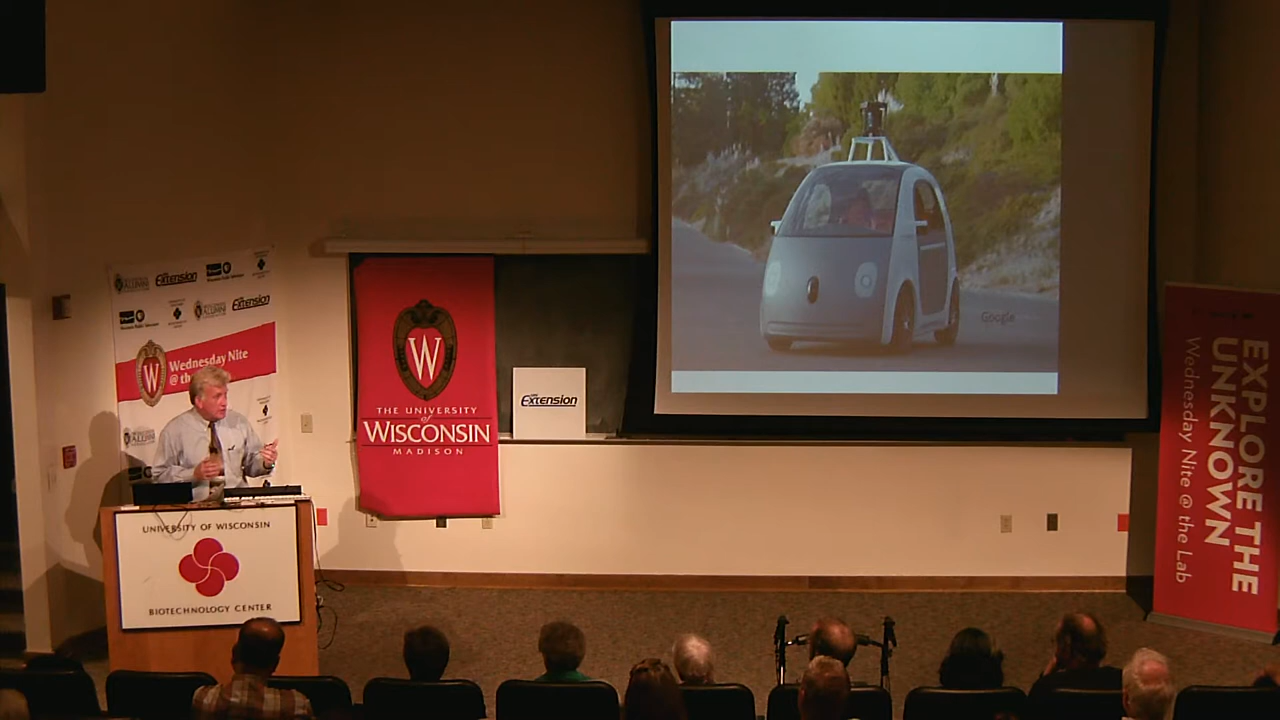 Extension
Extension
Wednesday Nite
@ the
THE UNIVERSITY
of
WISCONSIN
MADISON
Extension
Google
EXPLORE THE
UNKNOWN
Wednesday Nite @ the Lab
UNIVERSITY OF WISCONSIN
BIOTECHNOLOGY CENTER